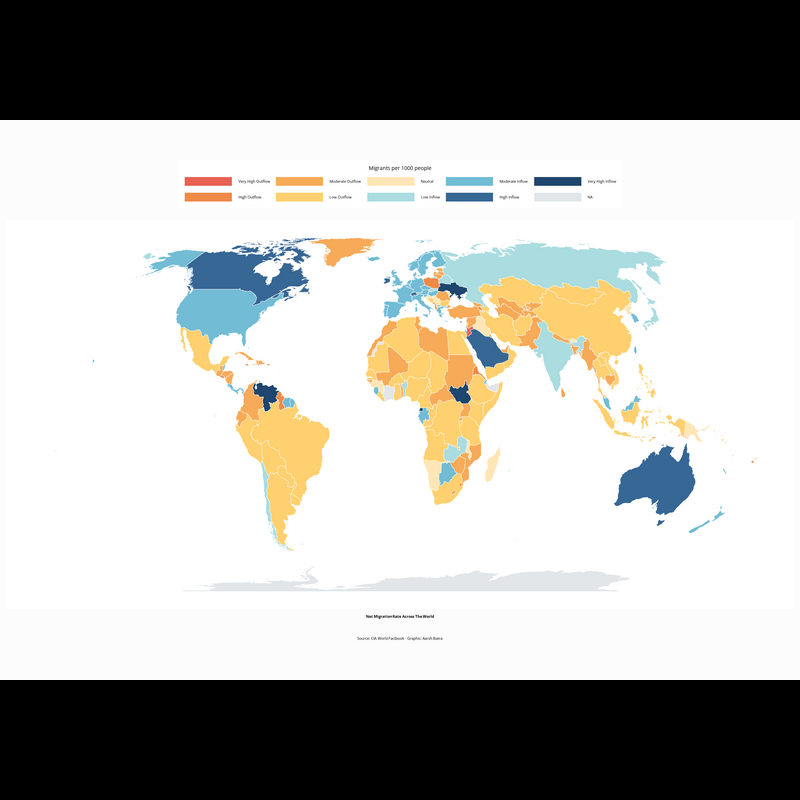 Migrants per 1000 people
Very High Outflow Moderate Outflow Neutral Moderate Inflow Very High Inflow
High Outflow Low Outflow Low Inflow High Inflow NA
Net Migration Rate Across The World
Source: CIA World Factbook · Graphic: Aarsh Batra